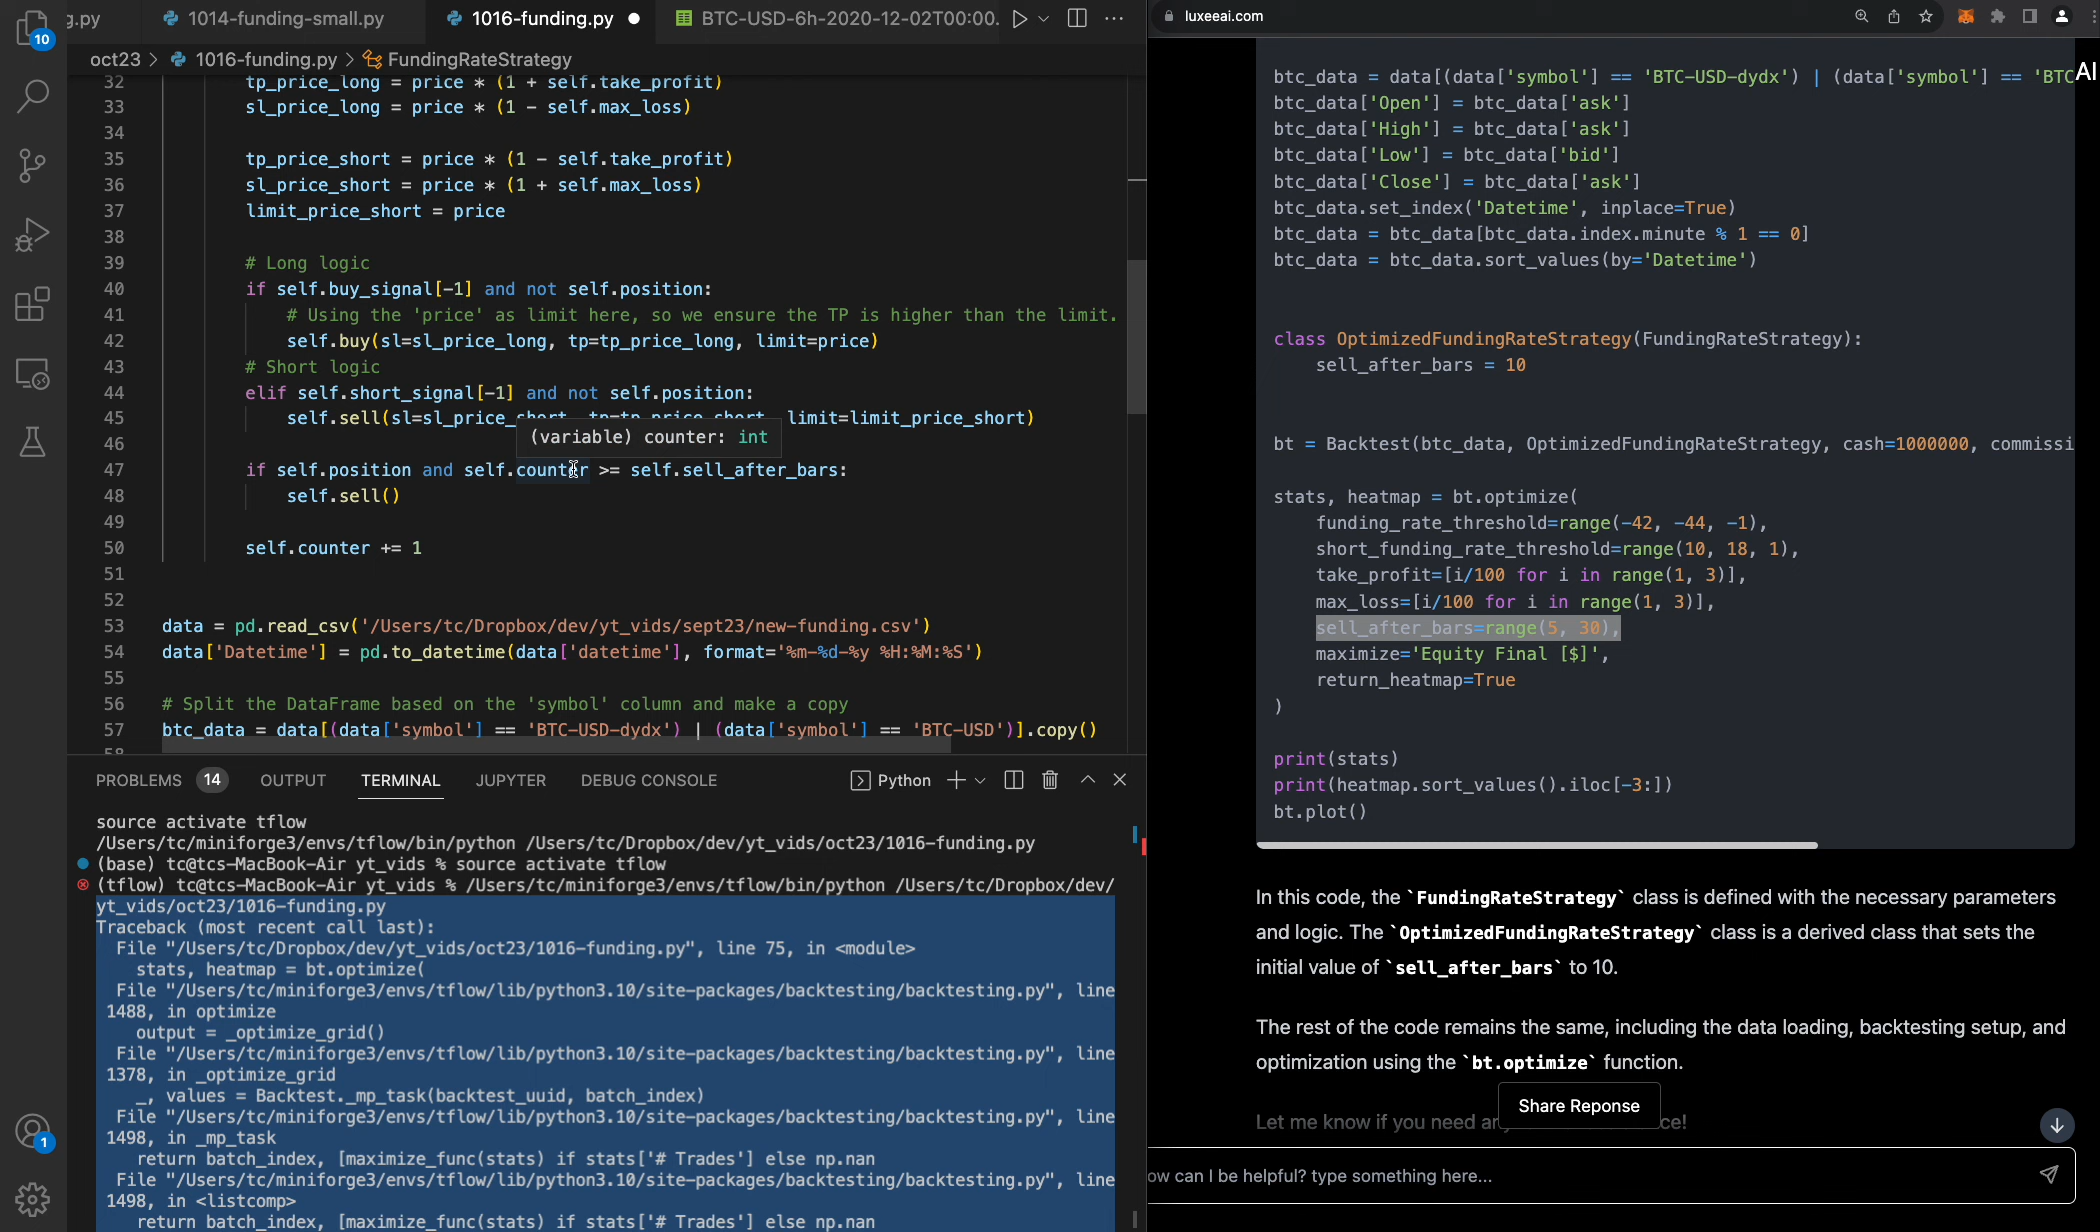 g.py
1014-funding-small.py
1016-funding.py
BTC-USD-6h-2020-12-02T00:00.
10
oct23 > 1016-funding.py > FundingRateStrategy
32 tp_price_long = price * (1 + self.take_profit)
33 sl_price_long = price * (1 - self.max_loss)
34
35 tp_price_short = price * (1 - self.take_profit)
36 sl_price_short = price * (1 + self.max_loss)
37 limit_price_short = price
38
39 # Long logic
40 if self.buy_signal[-1] and not self.position:
41 # Using the 'price' as limit here, so we ensure the TP is higher than the limit.
42 self.buy(sl=sl_price_long, tp=tp_price_long, limit=price)
43 # Short logic
44 elif self.short_signal[-1] and not self.position:
45 self.sell(sl=sl_price_short, tp=tp_price_short, limit=limit_price_short)
(variable) counter: int
46
47 if self.position and self.counter >= self.sell_after_bars:
48 self.sell()
49
50 self.counter += 1
51
52
53 data = pd.read_csv('/Users/tc/Dropbox/dev/yt_vids/sept23/new-funding.csv')
54 data['Datetime'] = pd.to_datetime(data['datetime'], format='%m-%d-%y %H:%M:%S')
55
56 # Split the DataFrame based on the 'symbol' column and make a copy
57 btc_data = data[(data['symbol'] == 'BTC-USD-dydx') | (data['symbol'] == 'BTC-USD')].copy()
58
PROBLEMS 14 OUTPUT TERMINAL JUPYTER DEBUG CONSOLE
Python
source activate tflow
/Users/tc/miniforge3/envs/tflow/bin/python /Users/tc/Dropbox/dev/yt_vids/oct23/1016-funding.py
(base) tc@tcs-MacBook-Air yt_vids % source activate tflow
(tflow) tc@tcs-MacBook-Air yt_vids % /Users/tc/miniforge3/envs/tflow/bin/python /Users/tc/Dropbox/dev/
yt_vids/oct23/1016-funding.py
Traceback (most recent call last):
File "/Users/tc/Dropbox/dev/yt_vids/oct23/1016-funding.py", line 75, in <module>
stats, heatmap = bt.optimize(
File "/Users/tc/miniforge3/envs/tflow/lib/python3.10/site-packages/backtesting/backtesting.py", line
1488, in optimize
output = _optimize_grid()
File "/Users/tc/miniforge3/envs/tflow/lib/python3.10/site-packages/backtesting/backtesting.py", line
1378, in _optimize_grid
_, values = Backtest._mp_task(backtest_uuid, batch_index)
File "/Users/tc/miniforge3/envs/tflow/lib/python3.10/site-packages/backtesting/backtesting.py", line
1498, in _mp_task
return batch_index, [maximize_func(stats) if stats['# Trades'] else np.nan
File "/Users/tc/miniforge3/envs/tflow/lib/python3.10/site-packages/backtesting/backtesting.py", line
1498, in <listcomp>
return batch_index, [maximize_func(stats) if stats['# Trades'] else np.nan
1
luxeeai.com
AI
btc_data = data[(data['symbol'] == 'BTC-USD-dydx') | (data['symbol'] == 'BTC
btc_data['Open'] = btc_data['ask']
btc_data['High'] = btc_data['ask']
btc_data['Low'] = btc_data['bid']
btc_data['Close'] = btc_data['ask']
btc_data.set_index('Datetime', inplace=True)
btc_data = btc_data[btc_data.index.minute % 1 == 0]
btc_data = btc_data.sort_values(by='Datetime')
class OptimizedFundingRateStrategy(FundingRateStrategy):
sell_after_bars = 10
bt = Backtest(btc_data, OptimizedFundingRateStrategy, cash=1000000, commissi
stats, heatmap = bt.optimize(
funding_rate_threshold=range(-42, -44, -1),
short_funding_rate_threshold=range(10, 18, 1),
take_profit=[i/100 for i in range(1, 3)],
max_loss=[i/100 for i in range(1, 3)],
sell_after_bars=range(5, 30),
maximize='Equity Final [$]',
return_heatmap=True
)
print(stats)
print(heatmap.sort_values().iloc[-3:])
bt.plot()
In this code, the `FundingRateStrategy` class is defined with the necessary parameters
and logic. The `OptimizedFundingRateStrategy` class is a derived class that sets the
initial value of `sell_after_bars` to 10.
The rest of the code remains the same, including the data loading, backtesting setup, and
optimization using the `bt.optimize` function.
Share Reponse
Let me know if you need an ce!
ow can I be helpful? type something here...